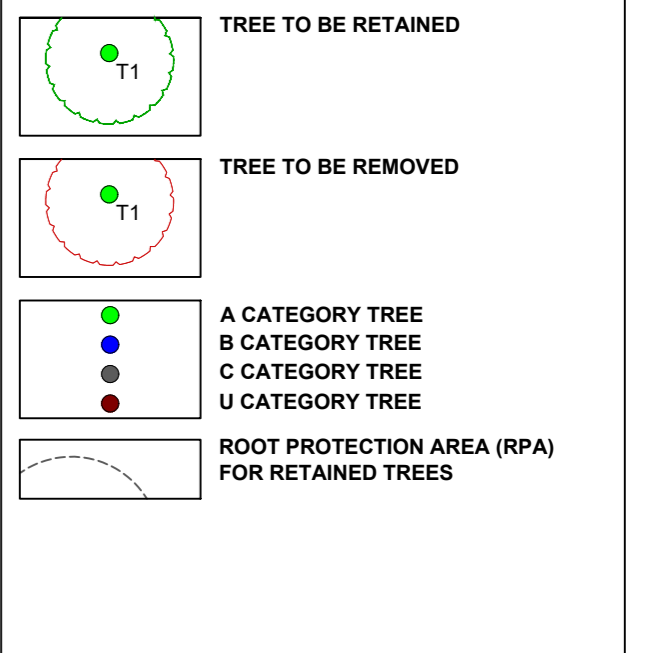 TREE TO BE RETAINED
T1
TREE TO BE REMOVED
T1
A CATEGORY TREE
B CATEGORY TREE
C CATEGORY TREE
U CATEGORY TREE
ROOT PROTECTION AREA (RPA)
FOR RETAINED TREES